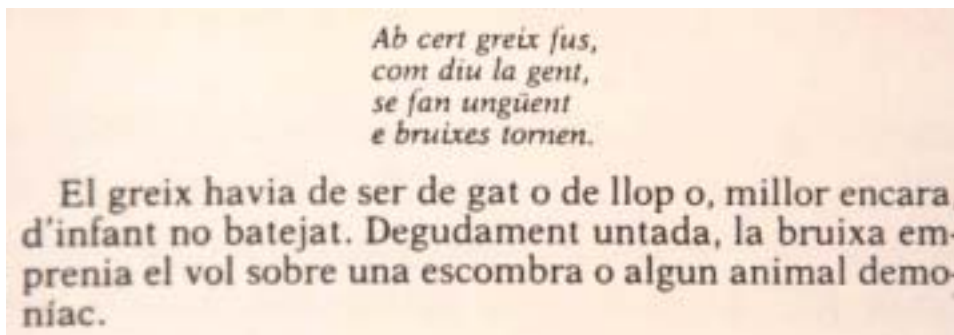 Ab cert greix fus,
com diu la gent,
se fan ungüent
e bruixes tornen.
El greix havia de ser de gat o de llop o, millor encara,
d'infant no batejat. Degudament untada, la bruixa em-
prenia el vol sobre una escombra o algun animal demo-
níac.